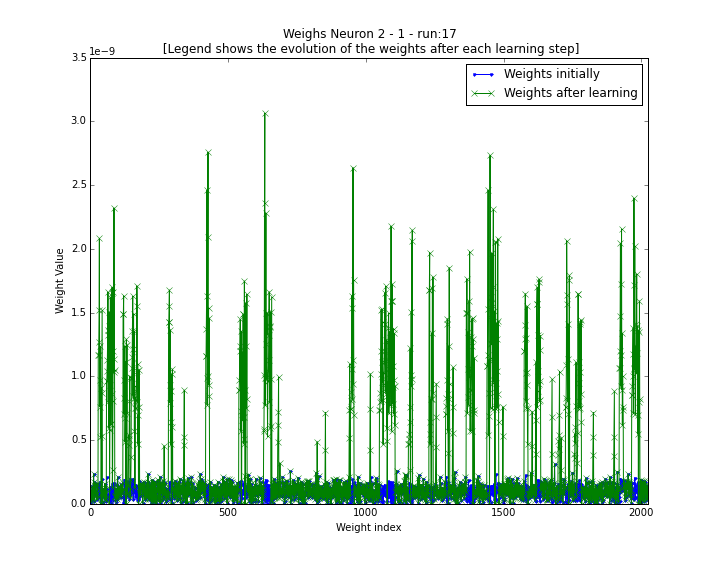 Weighs Neuron 2 - 1 - run:17
[Legend shows the evolution of the weights after each learning step]
1e−9
Weights initially
Weights after learning
3.5
3.0
2.5
2.0
1.5
1.0
0.5
0.0
Weight Value
0 500 1000 1500 2000
Weight index